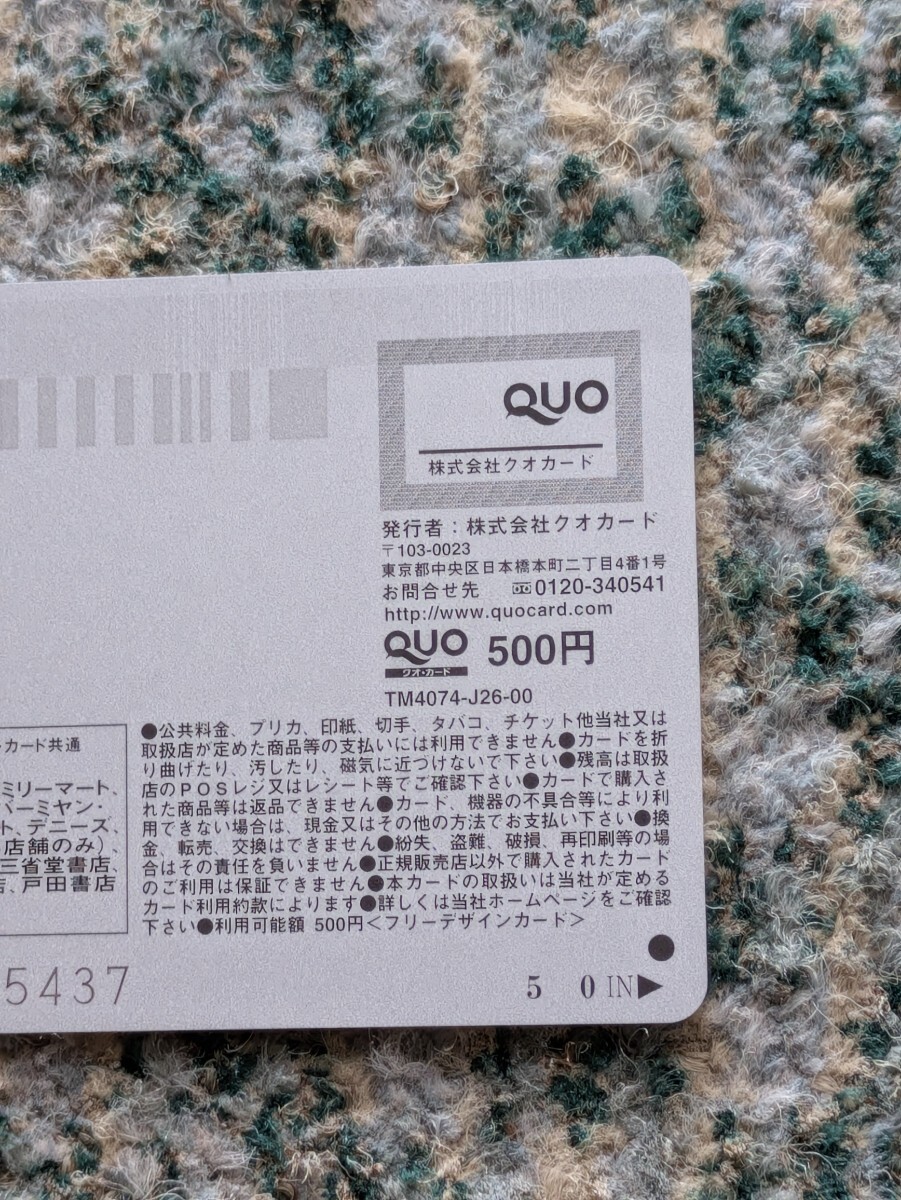 QUO
株式会社クオカード
発行者：株式会社クオカード
〒103-0023
東京都中央区日本橋本町二丁目4番1号
お問合せ先 0120-340541
http://www.quocard.com
QUO 500円
クオ・カード
TM4074-J26-00
・カード共通
ミリーマート、
バーミヤン・
ト、デニーズ、
店舗のみ)、
三省堂書店、
、戸田書店
●公共料金、プリカ、印紙、切手、タバコ、チケット他当社又は
取扱店が定めた商品等の支払いには利用できません●カードを折
り曲げたり、汚したり、磁気に近づけないで下さい●残高は取扱
店のPOSレジ又はレシート等でご確認下さい●カードで購入さ
れた商品等は返品できません●カード、機器の不具合等により利
用できない場合は、現金又はその他の方法でお支払い下さい●換
金、転売、交換はできません●紛失、盗難、破損、再印刷等の場
合はその責任を負いません●正規販売店以外で購入されたカード
のご利用は保証できません●本カードの取扱いは当社が定める
カード利用約款によります●詳しくは当社ホームページをご確認
下さい●利用可能額 500円<フリーデザインカード>
5437
5 0 IN▶